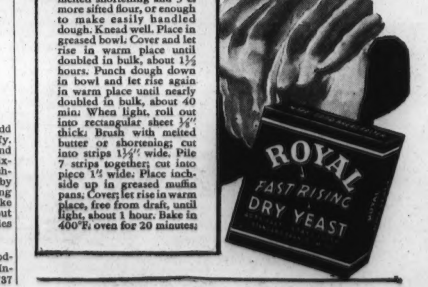 melted shortening and
more sifted flour, or enough
to make easily handled
dough. Knead well. Place in
greased bowl. Cover and let
rise in warm place until
doubled in bulk, about 1½
hours. Punch dough down
in bowl and let rise again
in warm place until nearly
doubled in bulk, about 40
min. When light, roll out
into rectangular sheet ⅛"
thick. Brush with melted
butter or shortening; cut
into strips 1½" wide. Pile
7 strips together; cut into
piece 1" wide. Place inch-
side up in greased muffin
pans. Cover; let rise in warm
place, free from draft, until
light, about 1 hour. Bake in
400°F. oven for 20 minutes.
ROYAL
FAST RISING
DRY YEAST